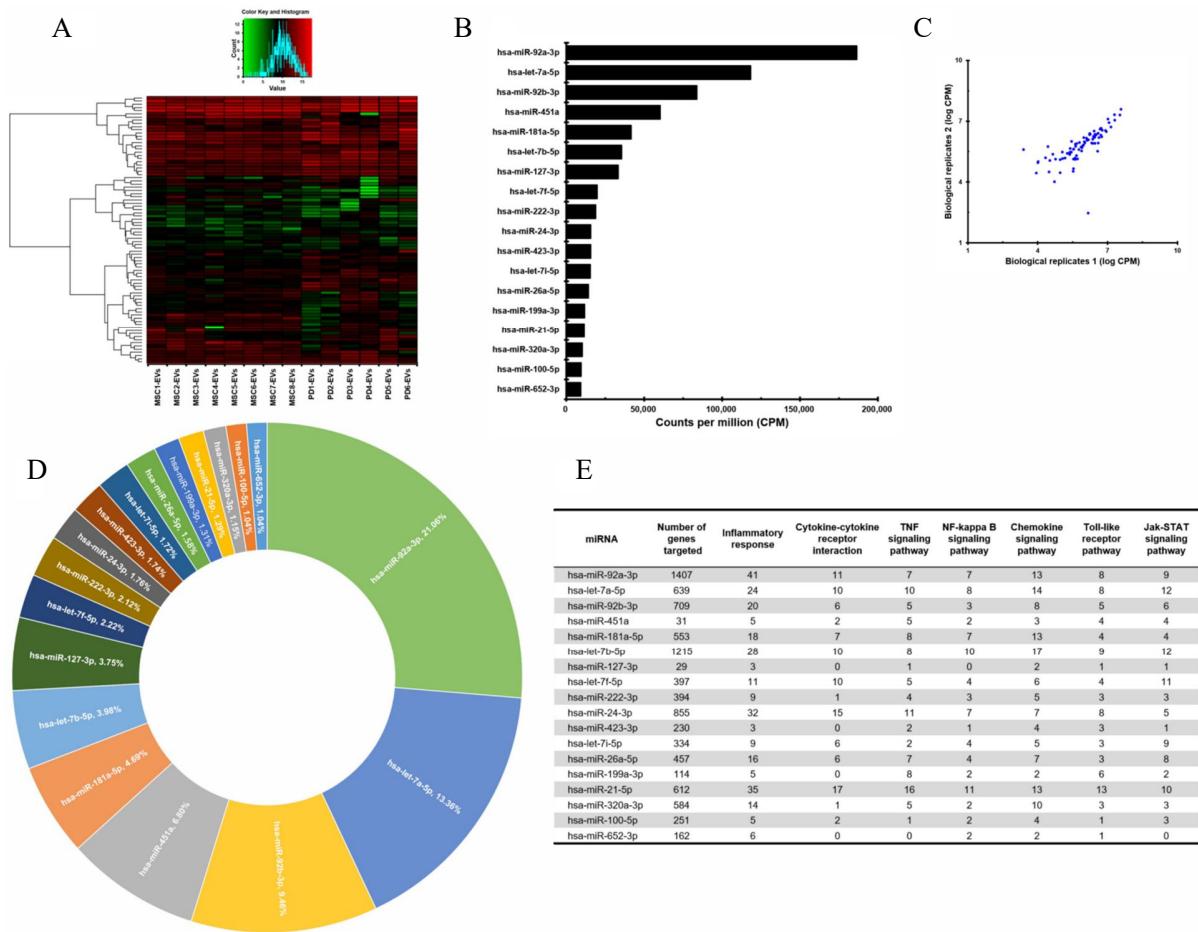 A
Color Key and Histogram
Count
0 2 4 6 8 10 12
0 5 10 15
Value
MSC1-EVs
MSC2-EVs
MSC3-EVs
MSC4-EVs
MSC5-EVs
MSC6-EVs
MSC7-EVs
MSC8-EVs
PD1-EVs
PD2-EVs
PD3-EVs
PD4-EVs
PD5-EVs
PD6-EVs
B
hsa-miR-92a-3p
hsa-let-7a-5p
hsa-miR-92b-3p
hsa-miR-451a
hsa-miR-181a-5p
hsa-let-7b-5p
hsa-miR-127-3p
hsa-let-7f-5p
hsa-miR-222-3p
hsa-miR-24-3p
hsa-miR-423-3p
hsa-let-7i-5p
hsa-miR-26a-5p
hsa-miR-199a-3p
hsa-miR-21-5p
hsa-miR-320a-3p
hsa-miR-100-5p
hsa-miR-652-3p
0 50,000 100,000 150,000 200,000
Counts per million (CPM)
C
Biological replicates 2 (log CPM)
10
7
4
1
1 4 7 10
Biological replicates 1 (log CPM)
D
hsa-miR-92a-3p, 21.06%
hsa-let-7a-5p, 13.36%
hsa-miR-92b-3p, 9.46%
hsa-miR-451a, 6.80%
hsa-miR-181a-5p, 4.69%
hsa-let-7b-5p, 3.98%
hsa-miR-127-3p, 3.75%
hsa-let-7f-5p, 2.22%
hsa-miR-222-3p, 2.12%
hsa-miR-24-3p, 1.76%
hsa-miR-423-3p, 1.74%
hsa-let-7i-5p, 1.72%
hsa-miR-26a-5p, 1.58%
hsa-miR-199a-3p, 1.31%
hsa-miR-21-5p, 1.29%
hsa-miR-320a-3p, 1.15%
hsa-miR-100-5p, 1.04%
hsa-miR-652-3p, 1.04%
E
miRNA Number of genes targeted Inflammatory response Cytokine-cytokine receptor interaction TNF signaling pathway NF-kappa B signaling pathway Chemokine signaling pathway Toll-like receptor pathway Jak-STAT signaling pathway
hsa-miR-92a-3p 1407 41 11 7 7 13 8 9
hsa-let-7a-5p 639 24 10 10 8 14 8 12
hsa-miR-92b-3p 709 20 6 5 3 8 5 6
hsa-miR-451a 31 5 2 5 2 3 4 4
hsa-miR-181a-5p 553 18 7 8 7 13 4 4
hsa-let-7b-5p 1215 28 10 8 10 17 9 12
hsa-miR-127-3p 29 3 0 1 0 2 1 1
hsa-let-7f-5p 397 11 10 5 4 6 4 11
hsa-miR-222-3p 394 9 1 4 3 5 3 3
hsa-miR-24-3p 855 32 15 11 7 7 8 5
hsa-miR-423-3p 230 3 0 2 1 4 3 1
hsa-let-7i-5p 334 9 6 2 4 5 3 9
hsa-miR-26a-5p 457 16 6 7 4 7 3 8
hsa-miR-199a-3p 114 5 0 8 2 2 6 2
hsa-miR-21-5p 612 35 17 16 11 13 13 10
hsa-miR-320a-3p 584 14 1 5 2 10 3 3
hsa-miR-100-5p 251 5 2 1 2 4 1 3
hsa-miR-652-3p 162 6 0 0 2 2 1 0